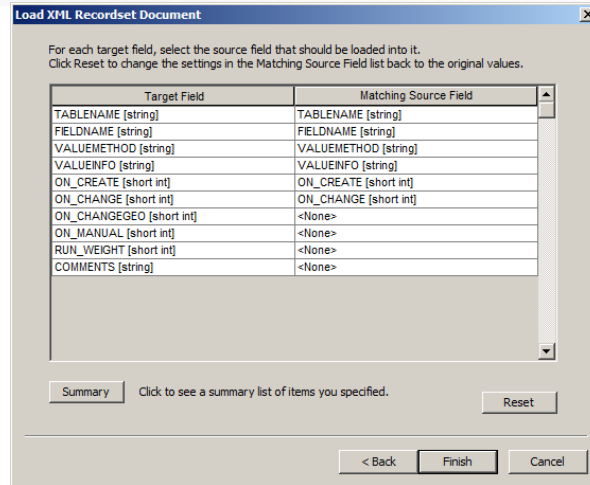 Load XML Recordset Document
For each target field, select the source field that should be loaded into it.
Click Reset to change the settings in the Matching Source Field list back to the original values.
Target Field Matching Source Field
TABLENAME [string] TABLENAME [string]
FIELDNAME [string] FIELDNAME [string]
VALUEMETHOD [string] VALUEMETHOD [string]
VALUEINFO [string] VALUEINFO [string]
ON_CREATE [short int] ON_CREATE [short int]
ON_CHANGE [short int] ON_CHANGE [short int]
ON_CHANGEGEO [short int] <None>
ON_MANUAL [short int] <None>
RUN_WEIGHT [short int] <None>
COMMENTS [string] <None>
Summary Click to see a summary list of items you specified.
Reset
< Back Finish Cancel